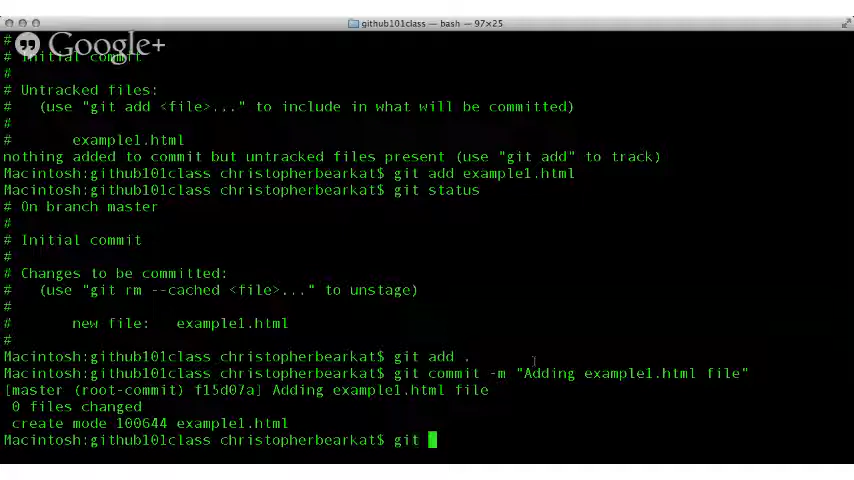 github101class — bash — 97×25
Google+
#
# Initial commit
#
# Untracked files:
#   (use "git add <file>..." to include in what will be committed)
#
#       example1.html
nothing added to commit but untracked files present (use "git add" to track)
Macintosh:github101class christopherbearkat$ git add example1.html
Macintosh:github101class christopherbearkat$ git status
# On branch master
#
# Initial commit
#
# Changes to be committed:
#   (use "git rm --cached <file>..." to unstage)
#
#       new file:   example1.html
#
Macintosh:github101class christopherbearkat$ git add .
Macintosh:github101class christopherbearkat$ git commit -m "Adding example1.html file"
[master (root-commit) f15d07a] Adding example1.html file
 0 files changed
 create mode 100644 example1.html
Macintosh:github101class christopherbearkat$ git